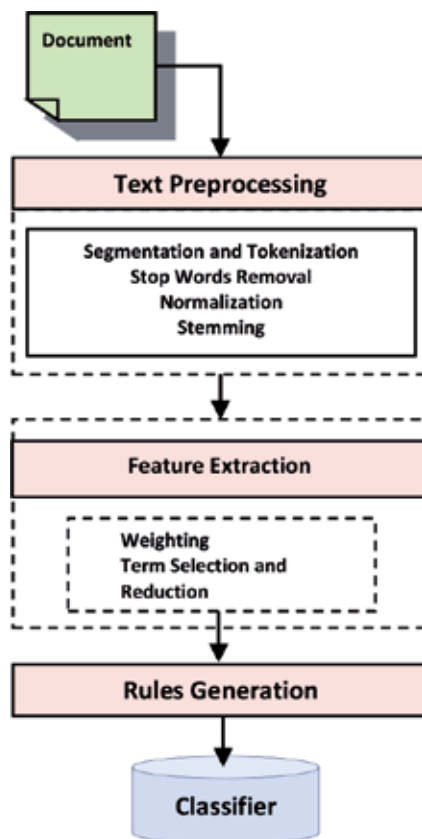 Document
Text Preprocessing
Segmentation and Tokenization
Stop Words Removal
Normalization
Stemming
Feature Extraction
Weighting
Term Selection and
Reduction
Rules Generation
Classifier